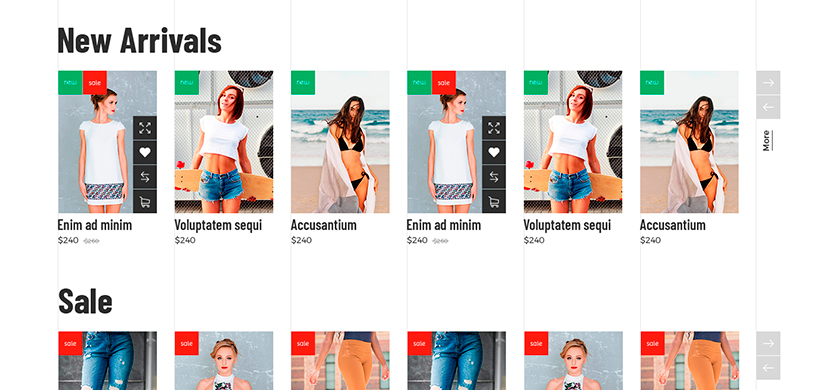 New Arrivals
new sale new new new sale new new
More
Enim ad minim Voluptatem sequi Accusantium Enim ad minim Voluptatem sequi Accusantium
$240 $260 $240 $240 $240 $260 $240 $240
Sale
sale sale sale sale sale sale